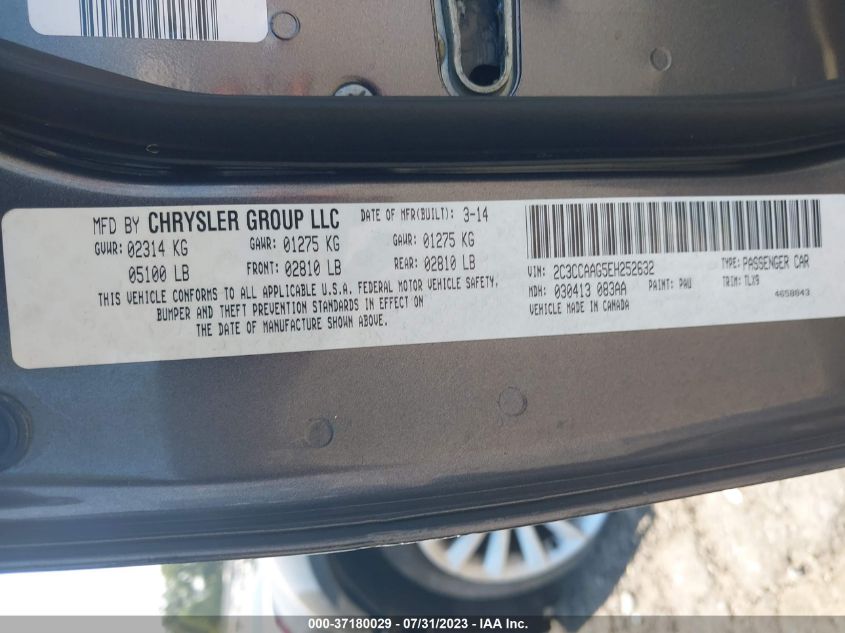 MFD BY CHRYSLER GROUP LLC DATE OF MFR(BUILT): 3-14
GVWR: 02314 KG GAWR: 01275 KG GAWR: 01275 KG
05100 LB FRONT: 02810 LB REAR: 02810 LB
THIS VEHICLE CONFORMS TO ALL APPLICABLE U.S.A. FEDERAL MOTOR VEHICLE SAFETY,
BUMPER AND THEFT PREVENTION STANDARDS IN EFFECT ON
THE DATE OF MANUFACTURE SHOWN ABOVE.
VIN: 2C3CCAAG5EH252632 TYPE: PASSENGER CAR
MDH: 030413 083AA PAINT: PAU TRIM: TLX9
VEHICLE MADE IN CANADA 4658043
000-37180029 - 07/31/2023 - IAA Inc.